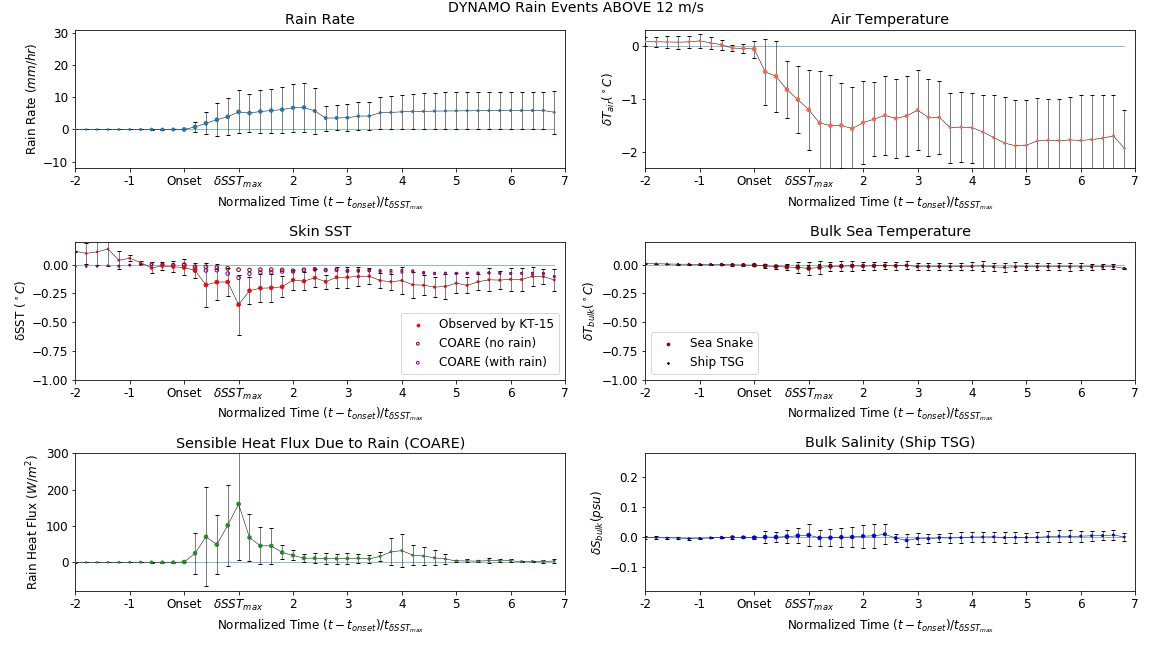 DYNAMO Rain Events ABOVE 12 m/s
Rain Rate
Rain Rate (mm/hr)
30
20
10
0
−10
-2 -1 Onset δSST_max 2 3 4 5 6 7
Normalized Time (t − t_onset)/t_δSST_max
Air Temperature
δT_air(°C)
0
−1
−2
-2 -1 Onset δSST_max 2 3 4 5 6 7
Normalized Time (t − t_onset)/t_δSST_max
Skin SST
δSST (°C)
0.00
−0.25
−0.50
−0.75
−1.00
Observed by KT-15
COARE (no rain)
COARE (with rain)
-2 -1 Onset δSST_max 2 3 4 5 6 7
Normalized Time (t − t_onset)/t_δSST_max
Bulk Sea Temperature
δT_bulk(°C)
0.00
−0.25
−0.50
−0.75
−1.00
Sea Snake
Ship TSG
-2 -1 Onset δSST_max 2 3 4 5 6 7
Normalized Time (t − t_onset)/t_δSST_max
Sensible Heat Flux Due to Rain (COARE)
Rain Heat Flux (W/m²)
300
200
100
0
-2 -1 Onset δSST_max 2 3 4 5 6 7
Normalized Time (t − t_onset)/t_δSST_max
Bulk Salinity (Ship TSG)
δS_bulk(psu)
0.2
0.1
0.0
−0.1
-2 -1 Onset δSST_max 2 3 4 5 6 7
Normalized Time (t − t_onset)/t_δSST_max